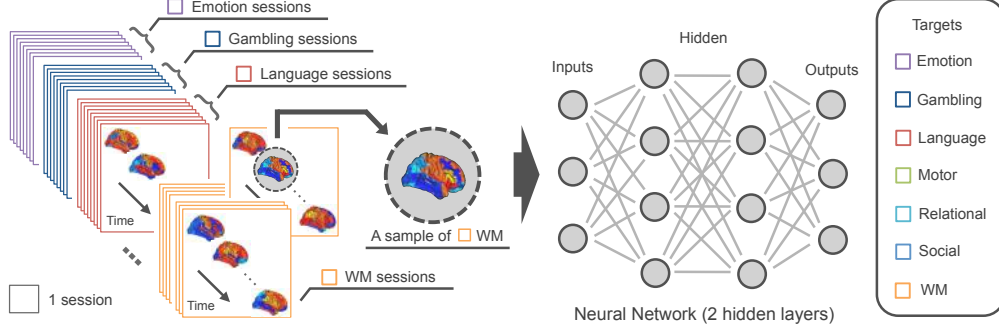 Emotion sessions
Gambling sessions
Language sessions
Time
A sample of WM
Time
WM sessions
1 session
Inputs
Hidden
Outputs
Neural Network (2 hidden layers)
Targets
Emotion
Gambling
Language
Motor
Relational
Social
WM